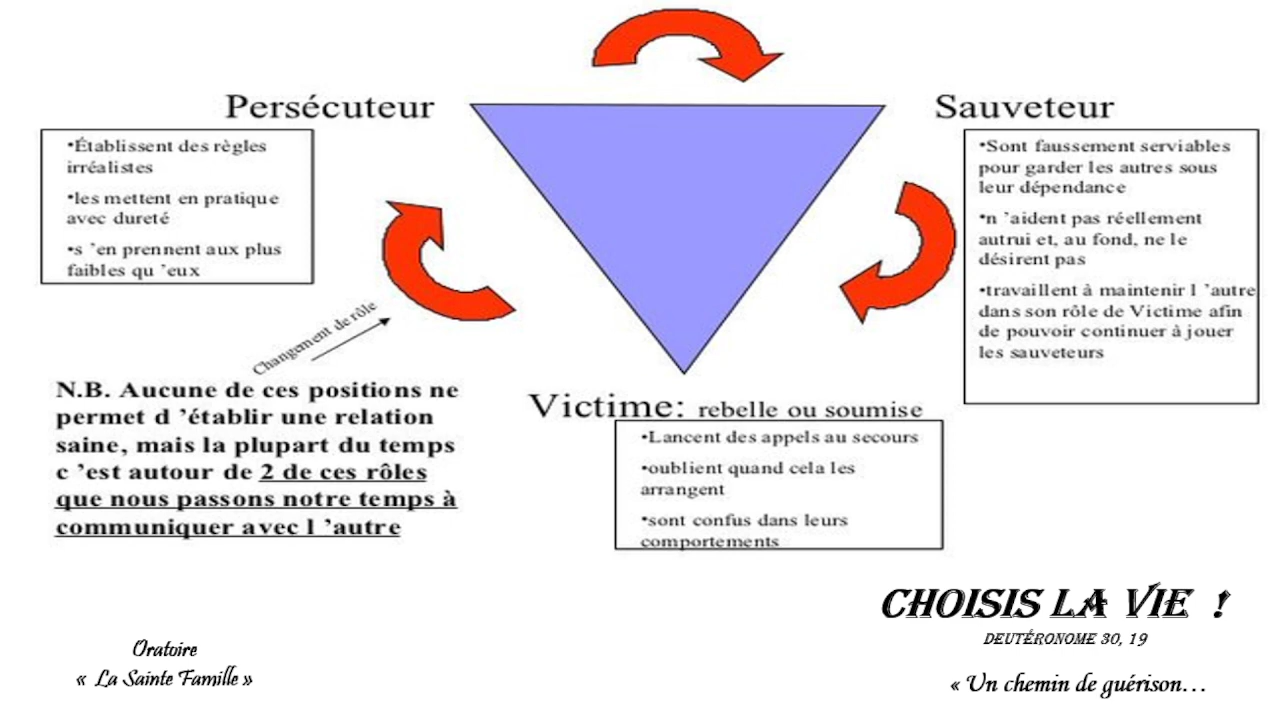 Persécuteur
•Établissent des règles
irréalistes
•les mettent en pratique
avec dureté
•s ’en prennent aux plus
faibles qu ’eux
Sauveteur
•Sont faussement serviables
pour garder les autres sous
leur dépendance
•n ’aident pas réellement
autrui et, au fond, ne le
désirent pas
•travaillent à maintenir l ’autre
dans son rôle de Victime afin
de pouvoir continuer à jouer
les sauveteurs
Changement de rôle
N.B. Aucune de ces positions ne
permet d ’établir une relation
saine, mais la plupart du temps
c ’est autour de 2 de ces rôles
que nous passons notre temps à
communiquer avec l ’autre
Victime: rebelle ou soumise
•Lancent des appels au secours
•oublient quand cela les
arrangent
•sont confus dans leurs
comportements
CHOISIS LA VIE !
DEUTÉRONOME 30, 19
« Un chemin de guérison…
Oratoire
« La Sainte Famille »